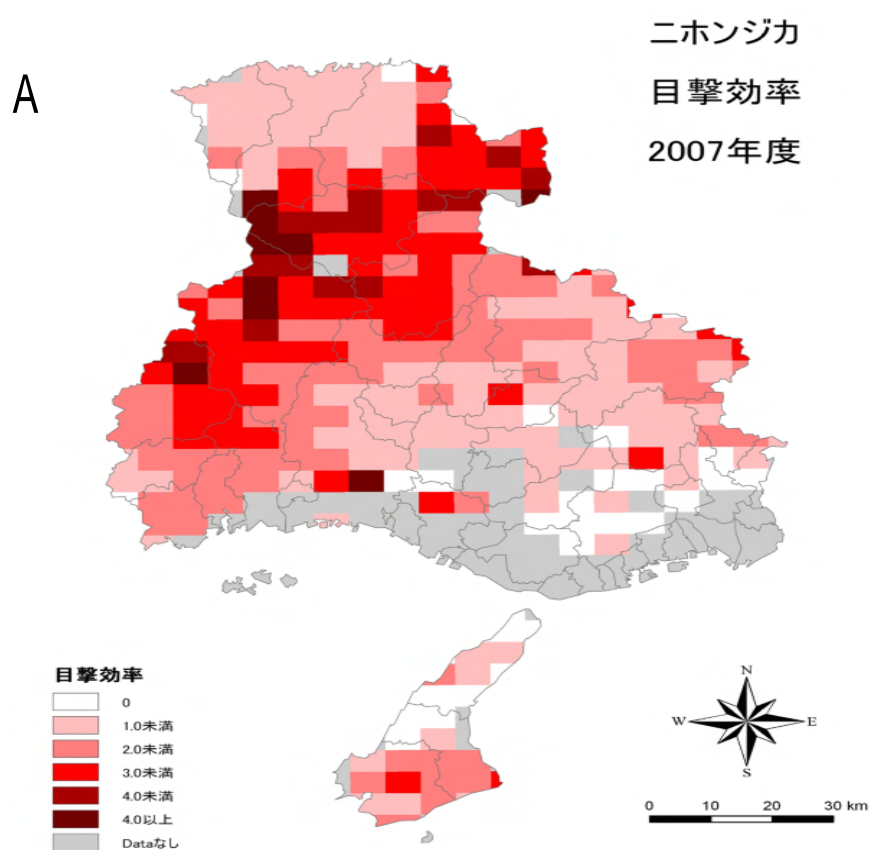 ニホンジカ
目撃効率
2007年度
A
目撃効率
0
1.0未満
2.0未満
3.0未満
4.0未満
4.0以上
Dataなし
N
W
E
S
0 10 20 30 km